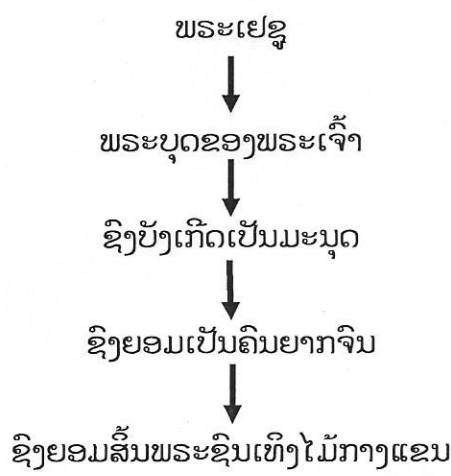 ພຣະເຢຊູ
ພຣະບຸດຂອງພຣະເຈົ້າ
ຊົງບັງເກີດເປັນມະນຸດ
ຊົງຍອມເປັນຄົນຍາກຈົນ
ຊົງຍອມສິ້ນພຣະຊົນເທິງໄມ້ກາງແຂນ